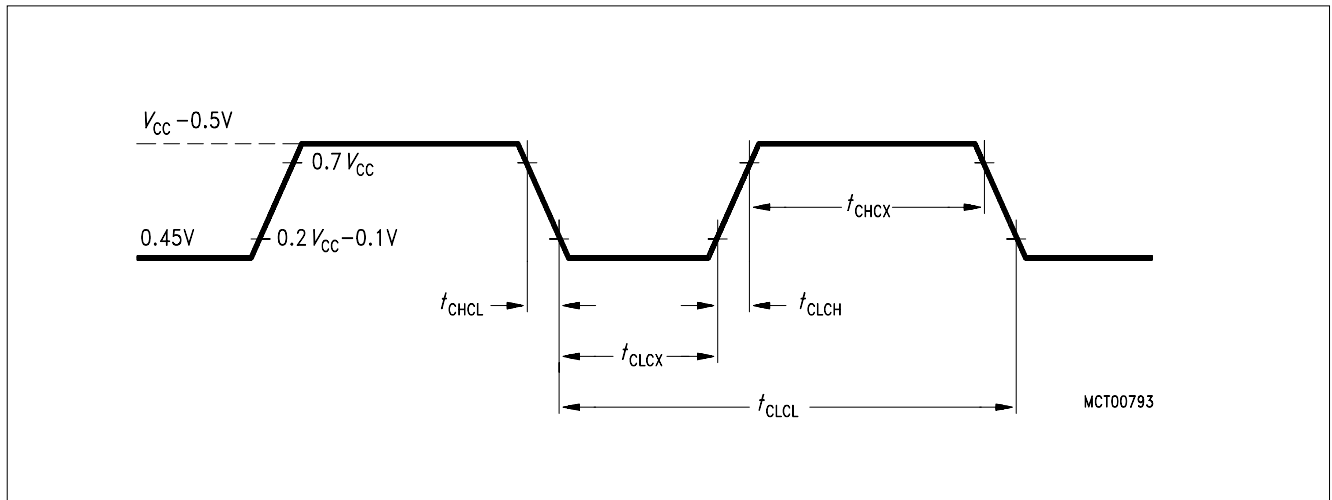 V_CC -0.5V
0.7 V_CC
t_CHCX
0.45V
0.2 V_CC -0.1V
t_CHCL
t_CLCH
t_CLCX
t_CLCL
MCT00793